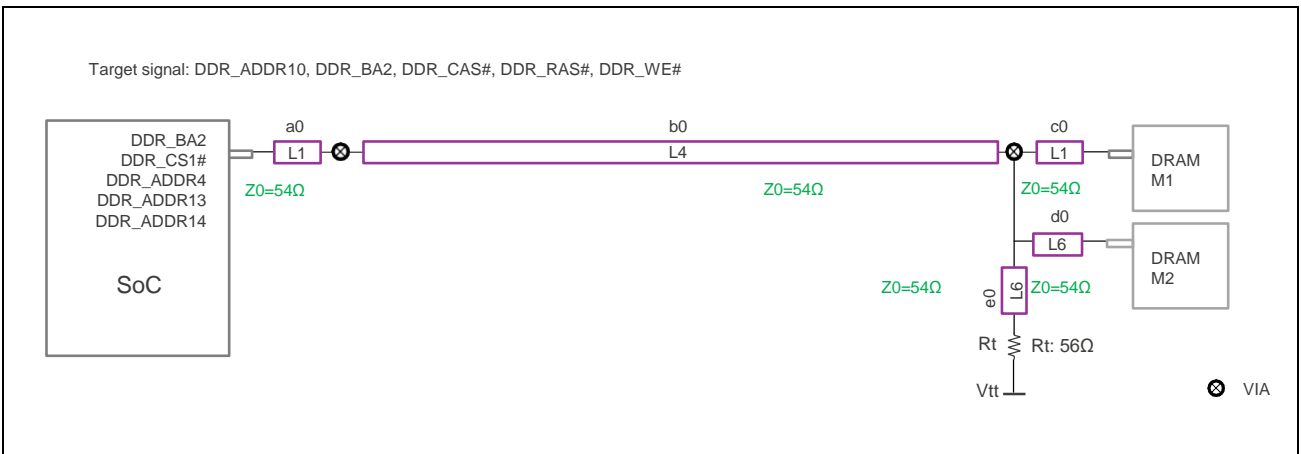 Target signal: DDR_ADDR10, DDR_BA2, DDR_CAS#, DDR_RAS#, DDR_WE#
a0
b0
c0
DDR_BA2
DDR_CS1#
DDR_ADDR4
DDR_ADDR13
DDR_ADDR14
SoC
L1
L4
L1
DRAM
M1
Z0=54Ω
Z0=54Ω
Z0=54Ω
d0
L6
DRAM
M2
Z0=54Ω
e0
L6
Z0=54Ω
Rt
Rt: 56Ω
Vtt
VIA